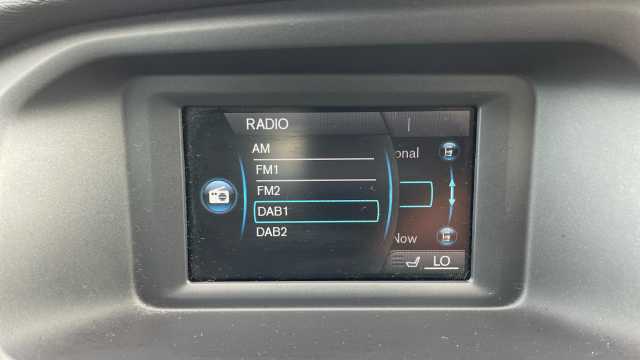 RADIO
AM
onal
FM1
FM2
DAB1
DAB2
Now
LO